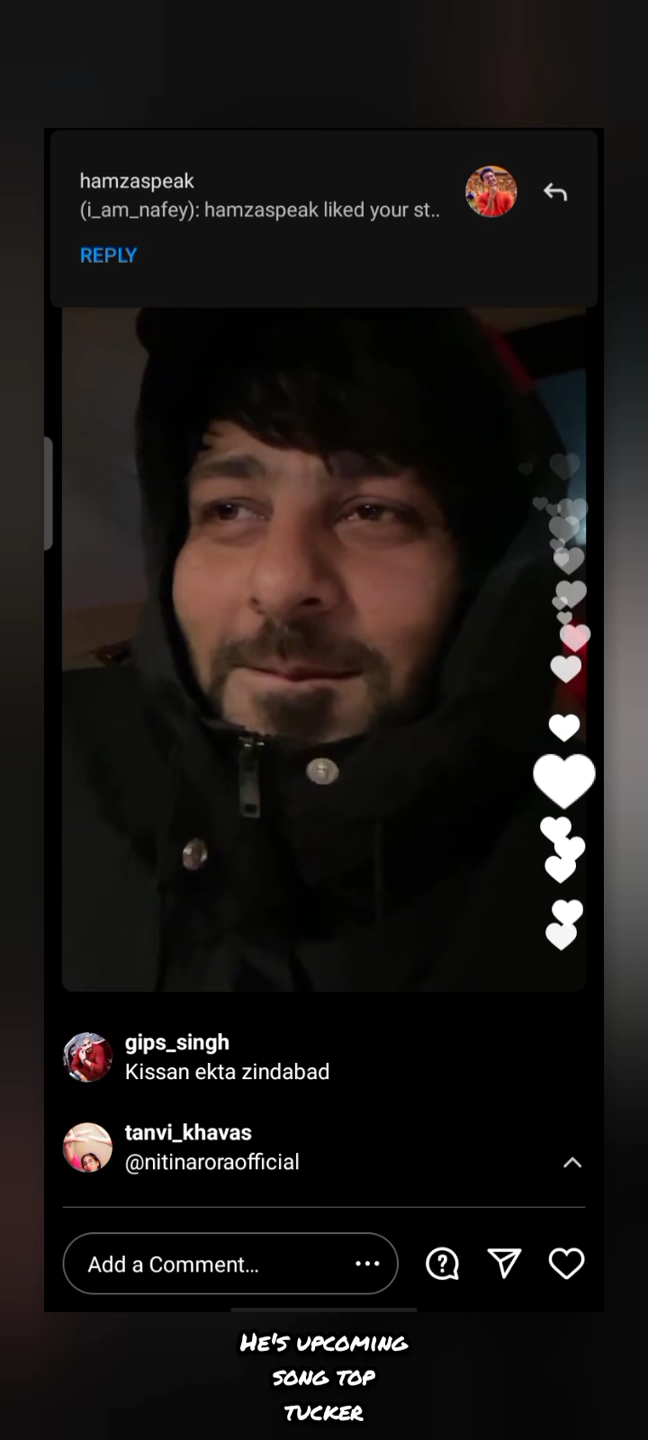 hamzaspeak
(i_am_nafey): hamzaspeak liked your st..
REPLY
gips_singh
Kissan ekta zindabad
tanvi_khavas
@nitinaroraofficial
Add a Comment...
HE'S UPCOMING
SONG TOP
TUCKER